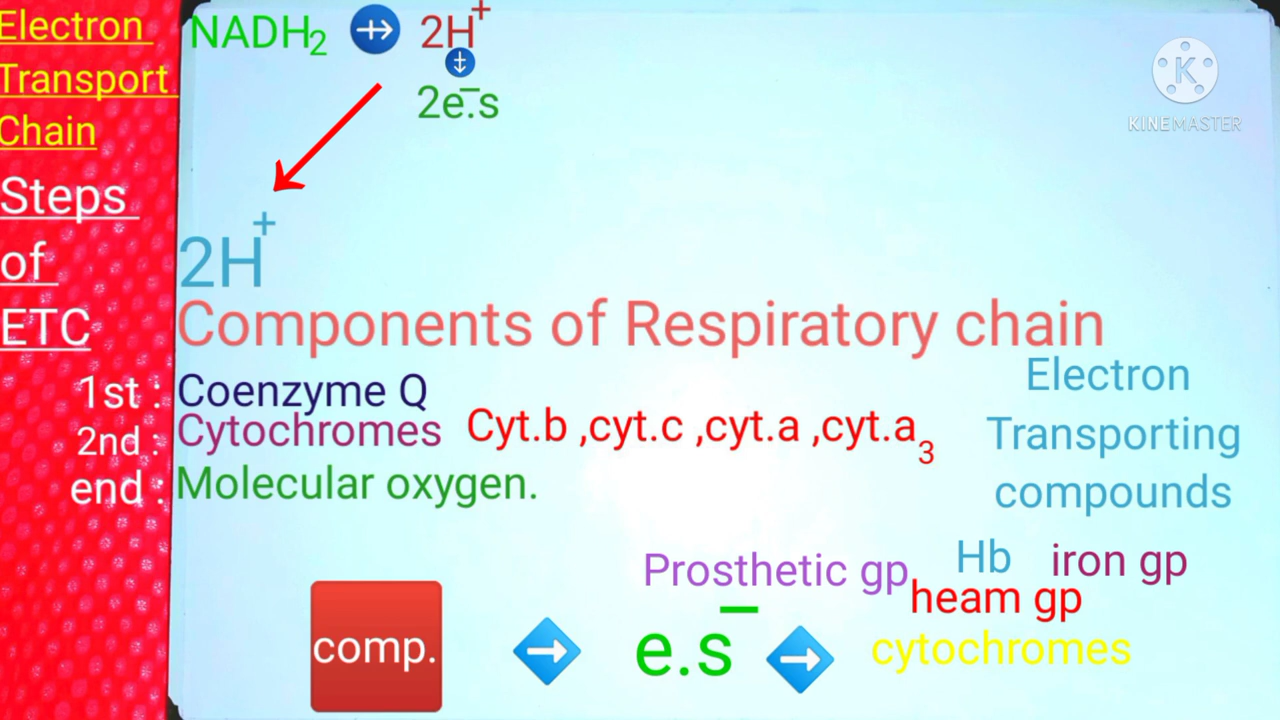 Electron
Transport
Chain
Steps
of
ETC
1st :
2nd :
end :
NADH₂
2H⁺
2e⁻.s
2H⁺
Components of Respiratory chain
Coenzyme Q
Cytochromes Cyt.b ,cyt.c ,cyt.a ,cyt.a₃
Molecular oxygen.
Electron
Transporting
compounds
Prosthetic gp
Hb iron gp
heam gp
cytochromes
comp.
e.s⁻
K
KINEMASTER